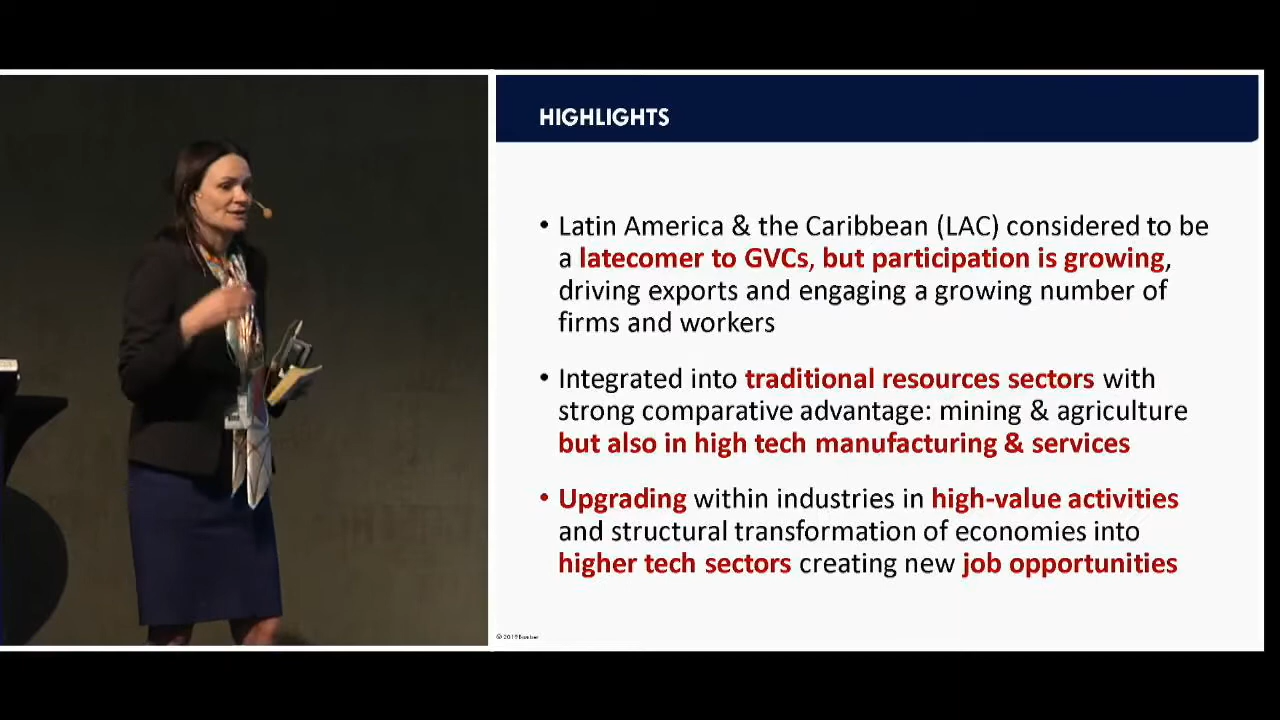 HIGHLIGHTS
• Latin America & the Caribbean (LAC) considered to be
a latecomer to GVCs, but participation is growing,
driving exports and engaging a growing number of
firms and workers
• Integrated into traditional resources sectors with
strong comparative advantage: mining & agriculture
but also in high tech manufacturing & services
• Upgrading within industries in high-value activities
and structural transformation of economies into
higher tech sectors creating new job opportunities
© 2019